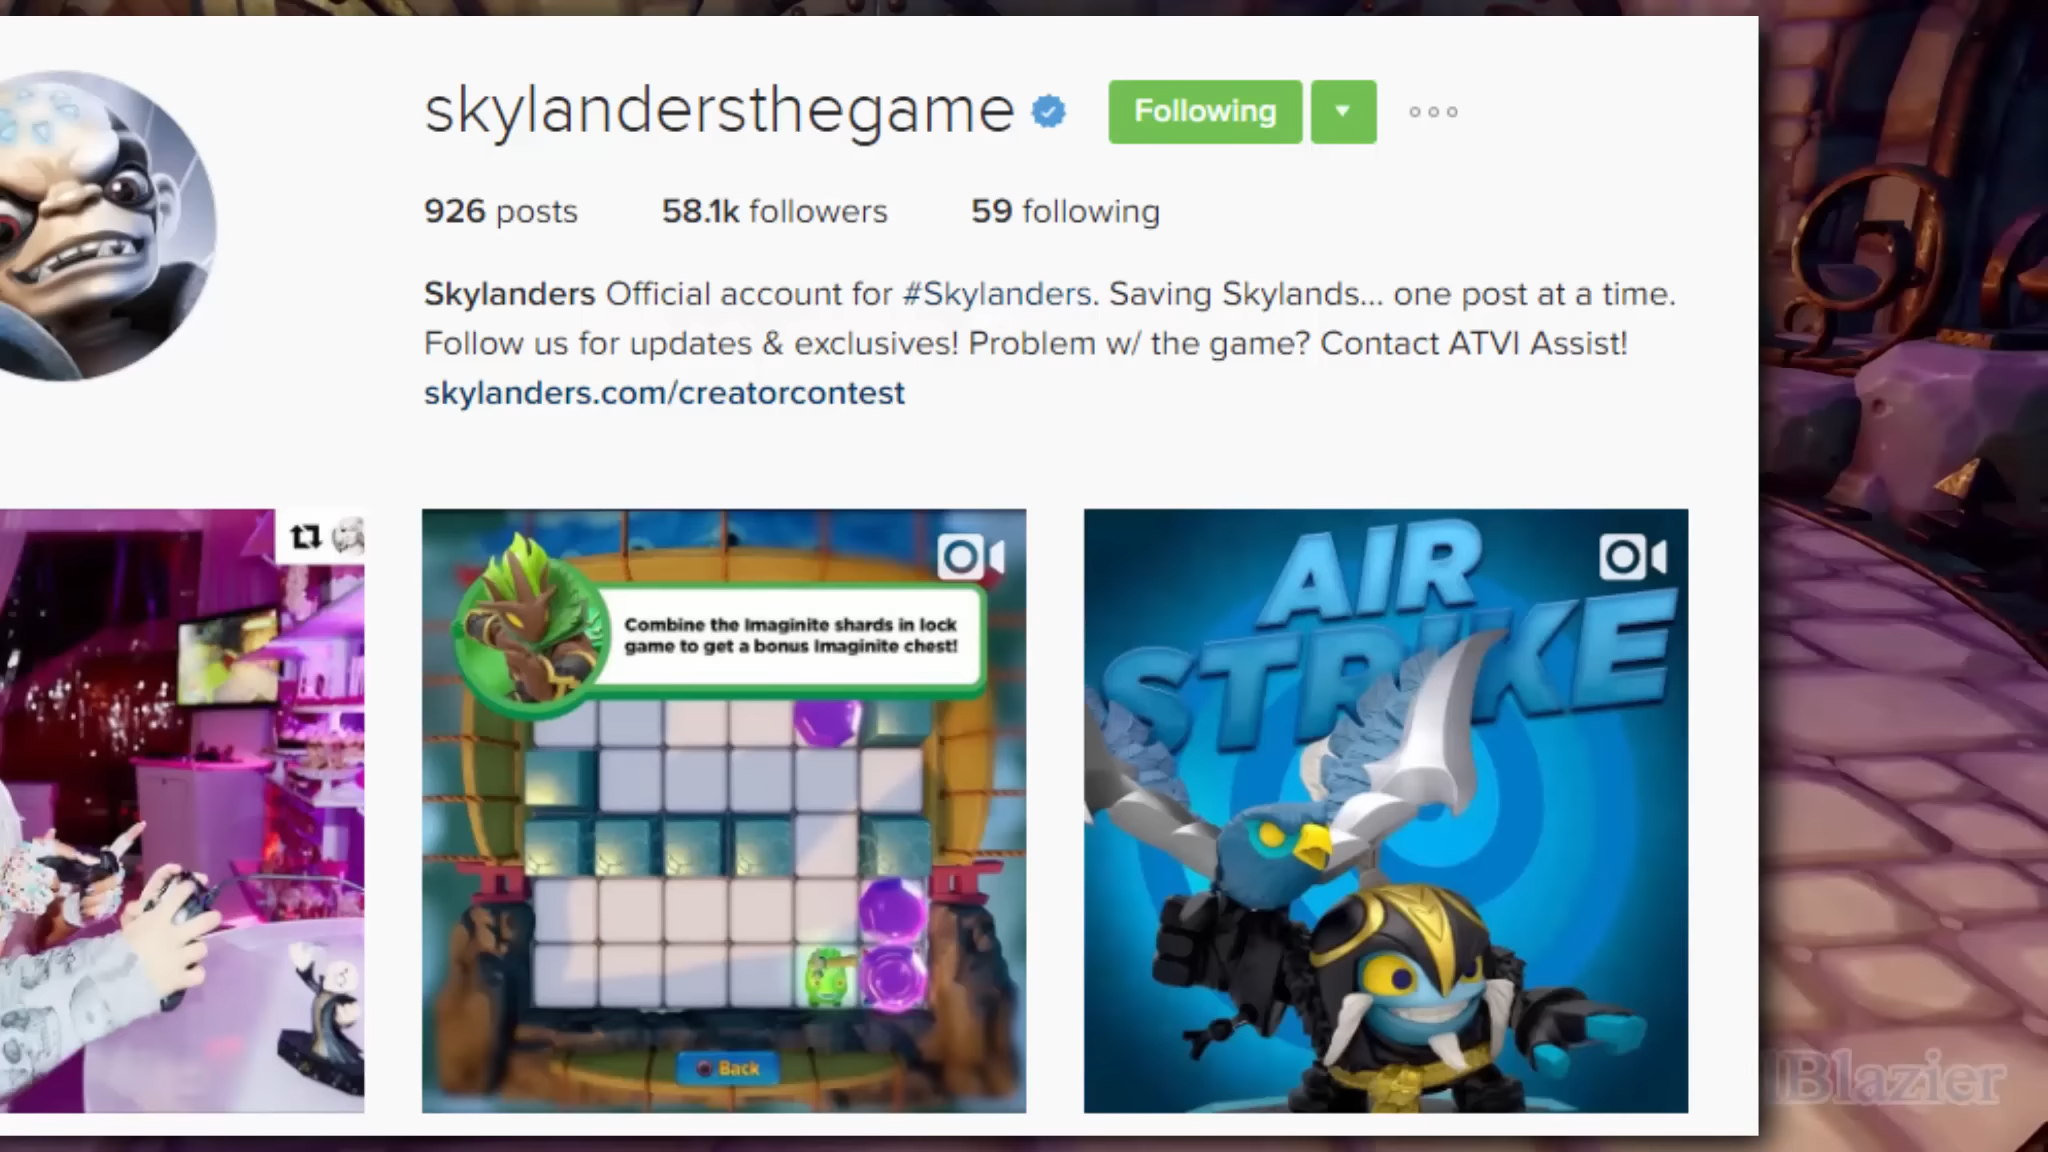 skylandersthegame
Following
926 posts 58.1k followers 59 following
Skylanders Official account for #Skylanders. Saving Skylands... one post at a time.
Follow us for updates & exclusives! Problem w/ the game? Contact ATVI Assist!
skylanders.com/creatorcontest
Combine the Imaginite shards in lock
game to get a bonus Imaginite chest!
Back
AIR
STRIKE
Blazier